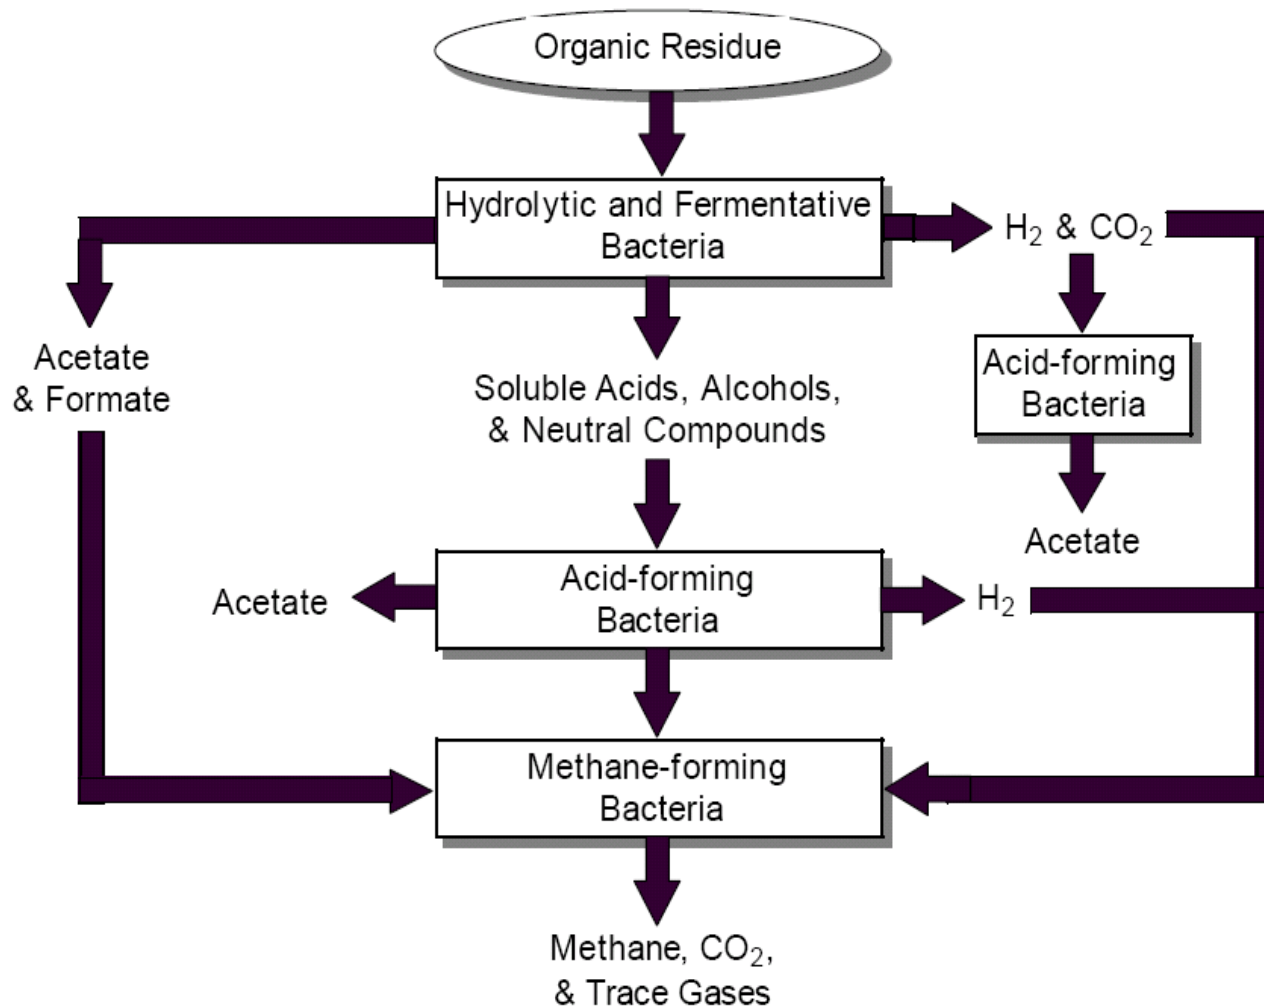 Organic Residue
Hydrolytic and Fermentative
Bacteria
H₂ & CO₂
Acetate
& Formate
Soluble Acids, Alcohols,
& Neutral Compounds
Acid-forming
Bacteria
Acetate
Acetate
Acid-forming
Bacteria
H₂
Methane-forming
Bacteria
Methane, CO₂,
& Trace Gases